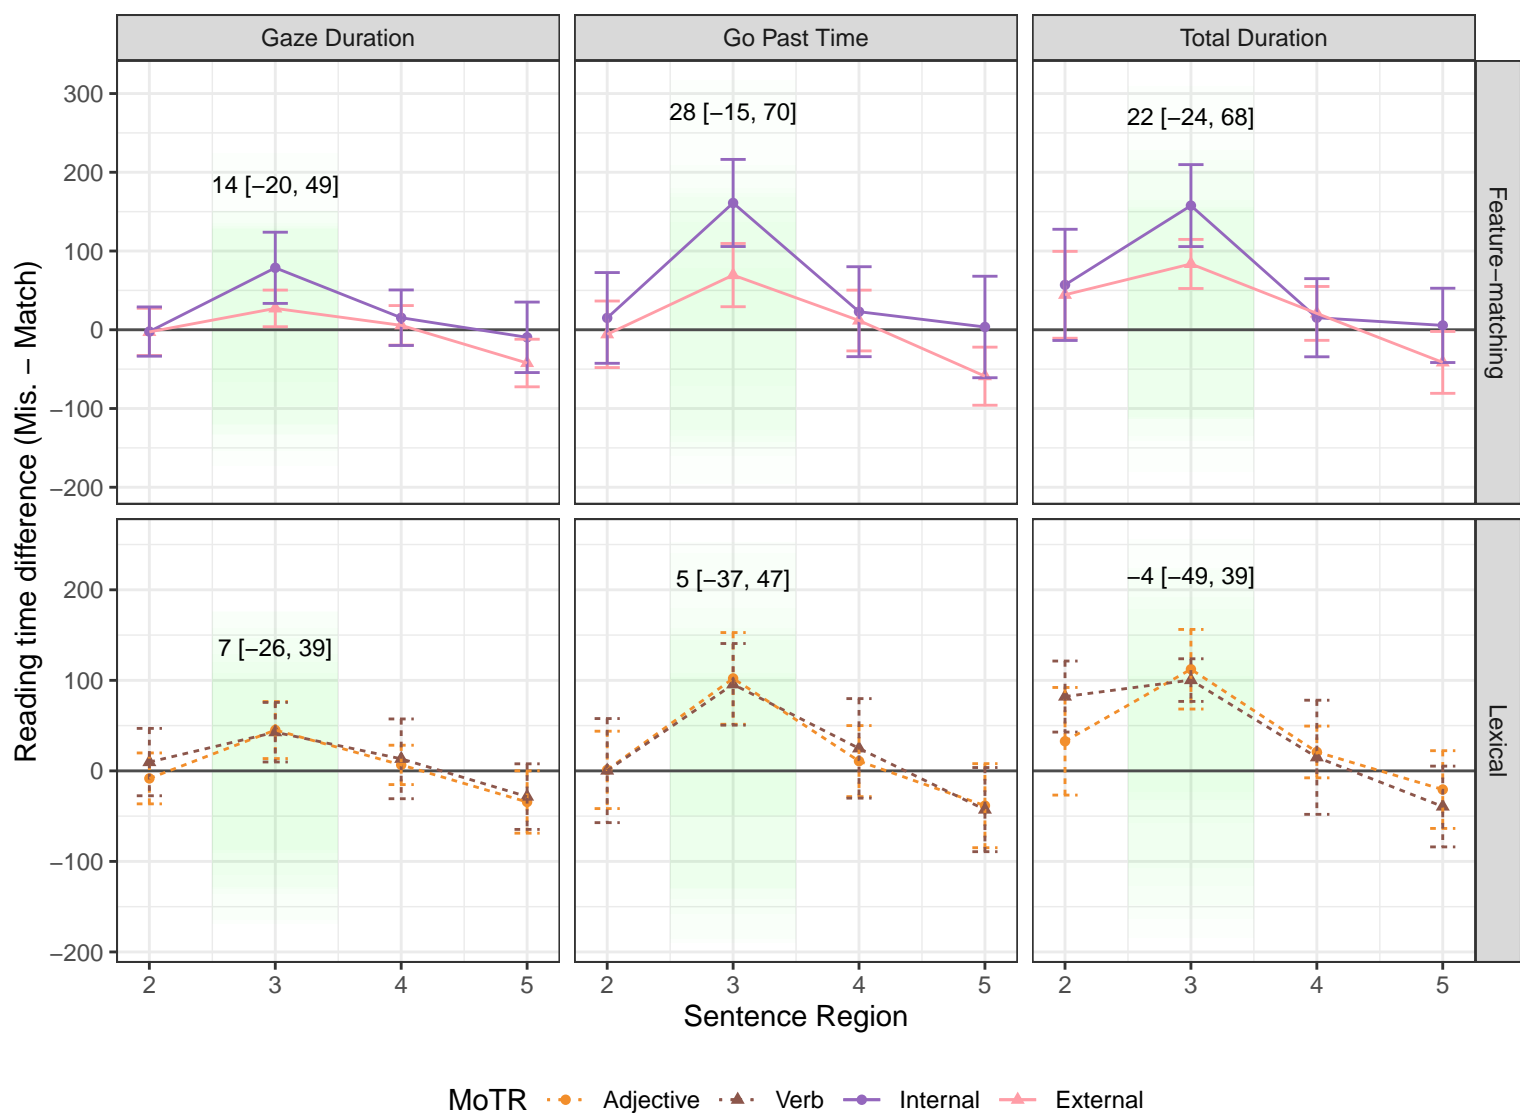 Gaze Duration
Go Past Time
Total Duration
Reading time difference (Mis. − Match)
300
200
100
0
−100
−200
14 [−20, 49]
28 [−15, 70]
22 [−24, 68]
Feature−matching
200
100
0
−100
−200
7 [−26, 39]
5 [−37, 47]
−4 [−49, 39]
Lexical
2 3 4 5
2 3 4 5
2 3 4 5
Sentence Region
MoTR Adjective Verb Internal External